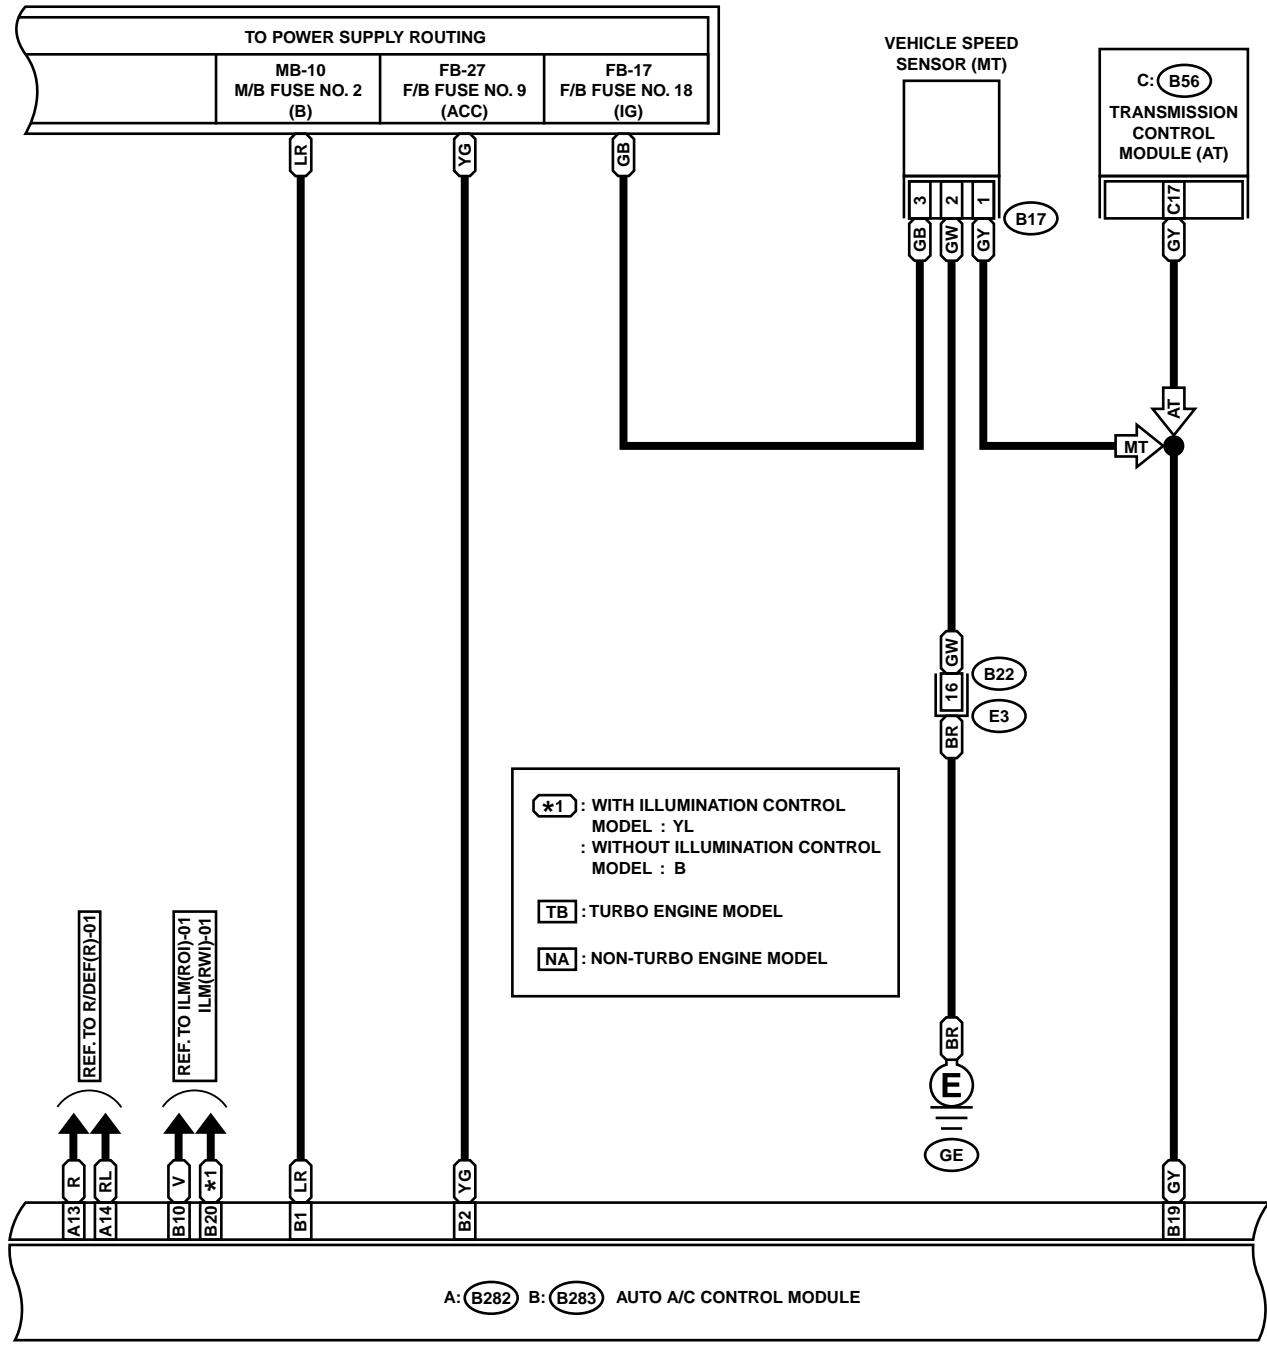 TO POWER SUPPLY ROUTING
MB-10
M/B FUSE NO. 2
(B)
FB-27
F/B FUSE NO. 9
(ACC)
FB-17
F/B FUSE NO. 18
(IG)
LR
YG
GB
VEHICLE SPEED
SENSOR (MT)
3
2
1
B17
GB
GW
GY
C: B56
TRANSMISSION
CONTROL
MODULE (AT)
C17
GY
AT
MT
GW
16
B22
E3
BR
*1 : WITH ILLUMINATION CONTROL
MODEL : YL
: WITHOUT ILLUMINATION CONTROL
MODEL : B
TB : TURBO ENGINE MODEL
NA : NON-TURBO ENGINE MODEL
REF. TO R/DEF(R)-01
REF. TO ILM(ROI)-01
ILM(RWI)-01
BR
E
GE
R
RL
V
*1
LR
YG
GY
A13
A14
B10
B20
B1
B2
B19
A: B282 B: B283 AUTO A/C CONTROL MODULE